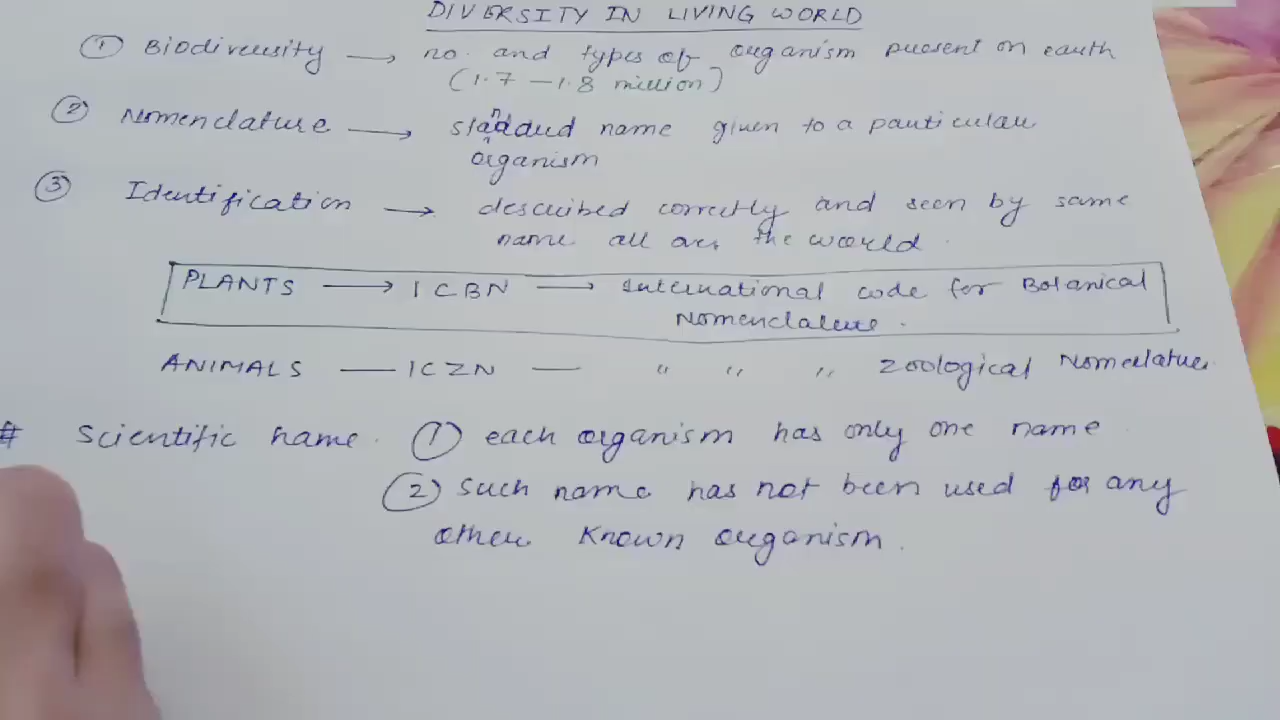 DIVERSITY IN LIVING WORLD
① Biodiversity → no. and types of organism present on earth
(1.7 – 1.8 million)
② Nomenclature → standard name given to a particular
organism
③ Identification → described correctly and seen by same
name all over the world.
PLANTS → ICBN → International code for Botanical
Nomenclature.
ANIMALS — ICZN — " " " Zoological Nomenclature.
# Scientific name. ① each organism has only one name.
② Such name has not been used for any
other known organism.